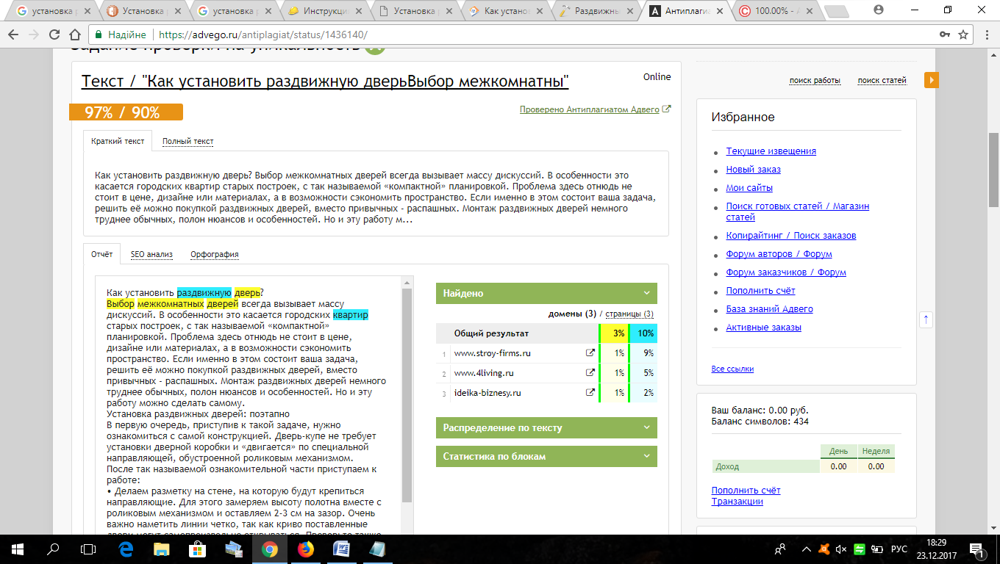 установка р
Установка р
установка р
Инструкци
Установка р
Как установ
Раздвижны
Антиплагиа
100.00% - А
Надійне
https://advego.ru/antiplagiat/status/1436140/
Задание проверки на уникальность
Текст / "Как установить раздвижную дверьВыбор межкомнатны"
Online
97% / 90%
Проверено Антиплагиатом Адвего
Краткий текст
Полный текст
Как установить раздвижную дверь? Выбор межкомнатных дверей всегда вызывает массу дискуссий. В особенности это
касается городских квартир старых построек, с так называемой «компактной» планировкой. Проблема здесь отнюдь не
стоит в цене, дизайне или материалах, а в возможности сэкономить пространство. Если именно в этом состоит ваша задача,
решить её можно покупкой раздвижных дверей, вместо привычных - распашных. Монтаж раздвижных дверей немного
труднее обычных, полон нюансов и особенностей. Но и эту работу м...
Отчёт
SEO анализ
Орфография
Как установить раздвижную дверь?
Выбор межкомнатных дверей всегда вызывает массу
дискуссий. В особенности это касается городских квартир
старых построек, с так называемой «компактной»
планировкой. Проблема здесь отнюдь не стоит в цене,
дизайне или материалах, а в возможности сэкономить
пространство. Если именно в этом состоит ваша задача,
решить её можно покупкой раздвижных дверей, вместо
привычных - распашных. Монтаж раздвижных дверей немного
труднее обычных, полон нюансов и особенностей. Но и эту
работу можно сделать самому.
Установка раздвижных дверей: поэтапно
В первую очередь, приступив к такой задаче, нужно
ознакомиться с самой конструкцией. Дверь-купе не требует
установки дверной коробки и «двигается» по специальной
направляющей, обустроенной роликовым механизмом.
После так называемой ознакомительной части приступаем к
работе:
• Делаем разметку на стене, на которую будут крепиться
направляющие. Для этого замеряем высоту полотна вместе с
роликовым механизмом и оставляем 2-3 см на зазор. Очень
важно наметить линии четко, так как криво поставленные
двери могут самопроизвольно открываться. Проверьте также
Найдено
домены (3) / страницы (3)
Общий результат 3% 10%
1 www.stroy-firms.ru 1% 9%
2 www.4living.ru 1% 5%
3 ideika-biznesy.ru 1% 2%
Распределение по тексту
Статистика по блокам
поиск работы
поиск статей
Избранное
Текущие извещения
Новый заказ
Мои сайты
Поиск готовых статей / Магазин
статей
Копирайтинг / Поиск заказов
Форум авторов / Форум
Форум заказчиков / Форум
Пополнить счёт
База знаний Адвего
Активные заказы
Все ссылки
Ваш баланс: 0.00 руб.
Баланс символов: 434
День Неделя
Доход 0.00 0.00
Пополнить счёт
Транзакции
РУС
18:29
23.12.2017
1